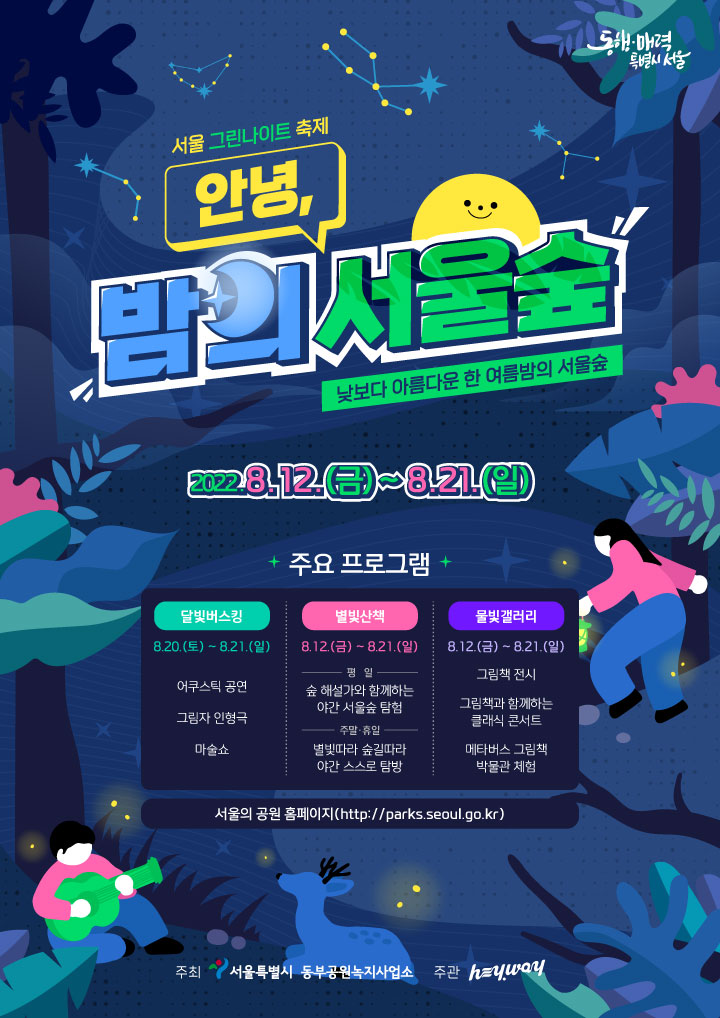 동행·매력
특별시 서울
서울 그린나이트 축제
안녕,
밤의 서울숲
낮보다 아름다운 한 여름밤의 서울숲
2022. 8.12.(금) ~ 8.21.(일)
주요 프로그램
달빛버스킹
8.20.(토) ~ 8.21.(일)
어쿠스틱 공연
그림자 인형극
마술쇼
별빛산책
8.12.(금) ~ 8.21.(일)
평 일
숲 해설가와 함께하는
야간 서울숲 탐험
주말·휴일
별빛따라 숲길따라
야간 스스로 탐방
물빛갤러리
8.12.(금) ~ 8.21.(일)
그림책 전시
그림책과 함께하는
클래식 콘서트
메타버스 그림책
박물관 체험
서울의 공원 홈페이지(http://parks.seoul.go.kr)
주최 서울특별시 동부공원녹지사업소 주관 heyway